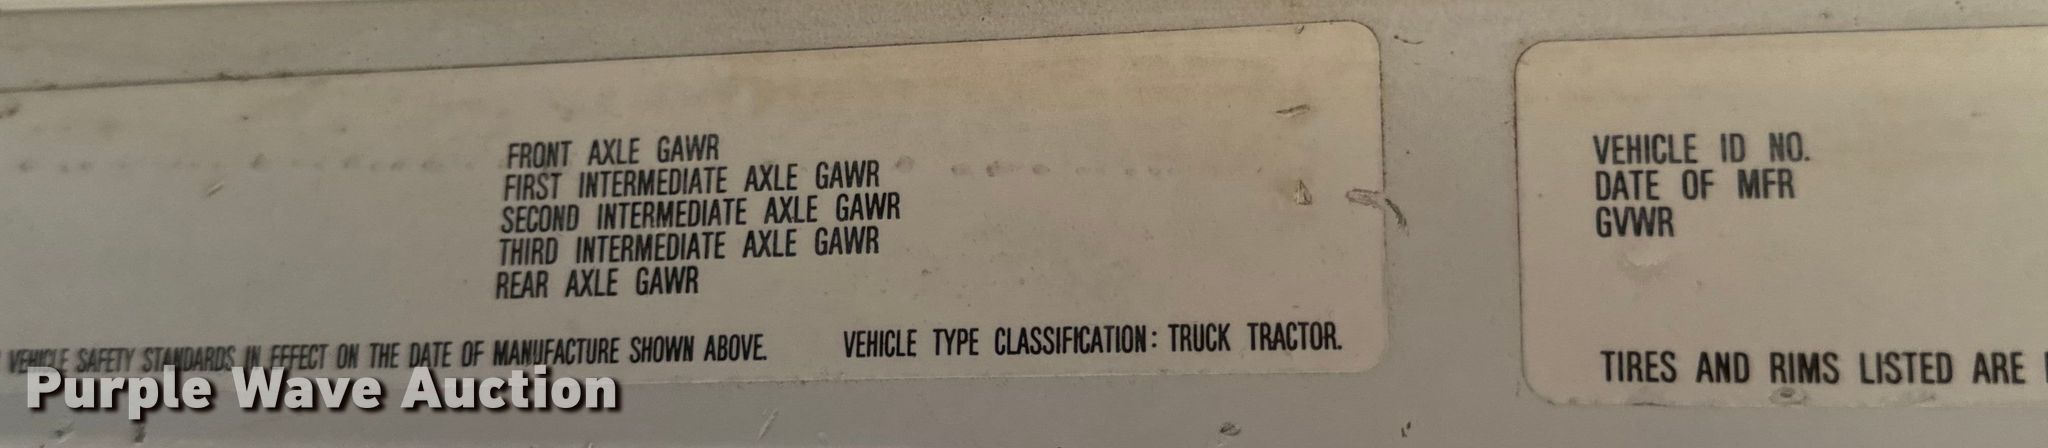 FRONT AXLE GAWR
FIRST INTERMEDIATE AXLE GAWR
SECOND INTERMEDIATE AXLE GAWR
THIRD INTERMEDIATE AXLE GAWR
REAR AXLE GAWR
VEHICLE SAFETY STANDARDS IN EFFECT ON THE DATE OF MANUFACTURE SHOWN ABOVE. VEHICLE TYPE CLASSIFICATION: TRUCK TRACTOR.
VEHICLE ID NO.
DATE OF MFR
GVWR
TIRES AND RIMS LISTED ARE
Purple Wave Auction